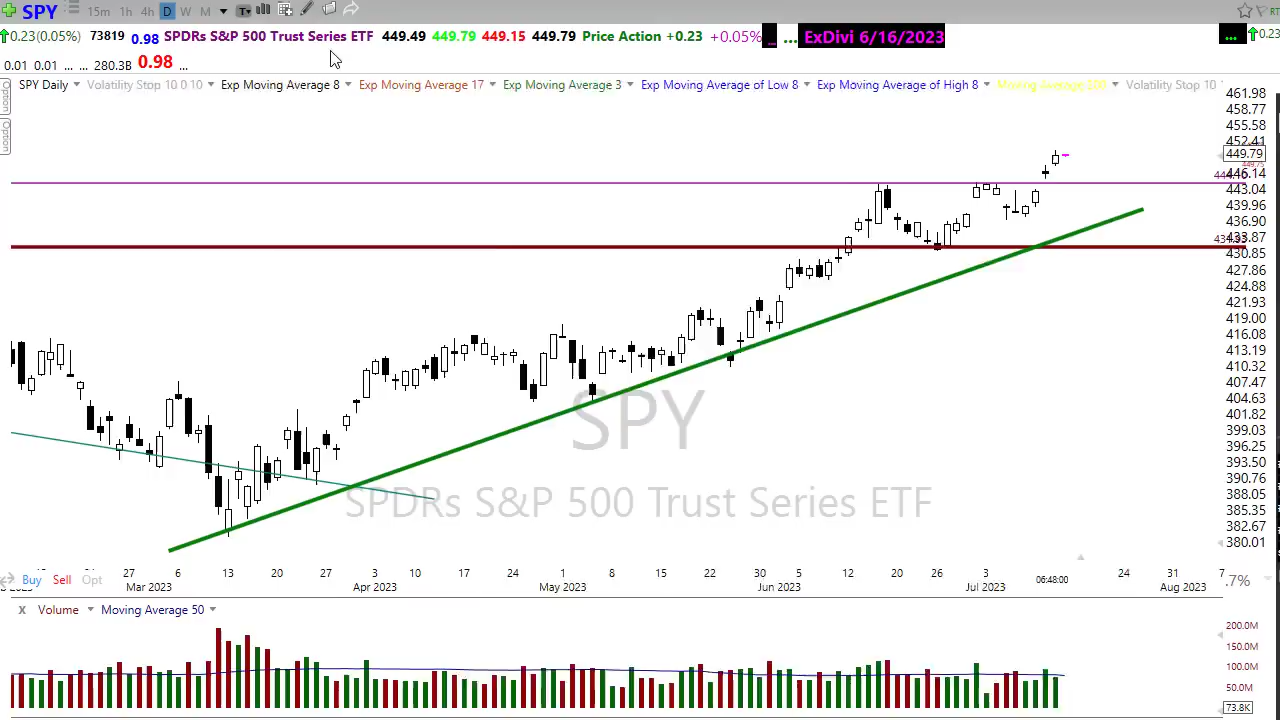 SPY 15m 1h 4h D W M T RT
0.23(0.05%) 73819 0.98 SPDRs S&P 500 Trust Series ETF 449.49 449.79 449.15 449.79 Price Action +0.23 +0.05% ... ... ExDivi 6/16/2023 ... 0.23
0.01 0.01 ... ... 280.3B 0.98 ...
SPY Daily Volatility Stop 10.0 10 Exp Moving Average 8 Exp Moving Average 17 Exp Moving Average 3 Exp Moving Average of Low 8 Exp Moving Average of High 8 Moving Average 200 Volatility Stop 10
Option
Option
461.98
458.77
455.58
452.41
449.79
446.14
443.04
439.96
436.90
433.87
430.85
427.86
424.88
421.93
419.00
416.08
413.19
410.32
407.47
404.63
401.82
399.03
396.25
393.50
390.76
388.05
385.35
382.67
380.01
SPY
SPDRs S&P 500 Trust Series ETF
27 6 13 20 27 3 10 17 24 1 8 15 22 30 5 12 20 26 3 06:48:00 24 31 7
Buy Sell Opt .7%
Mar 2023 Apr 2023 May 2023 Jun 2023 Jul 2023 Aug 2023
X Volume Moving Average 50
200.0M
150.0M
100.0M
50.0M
73.8K